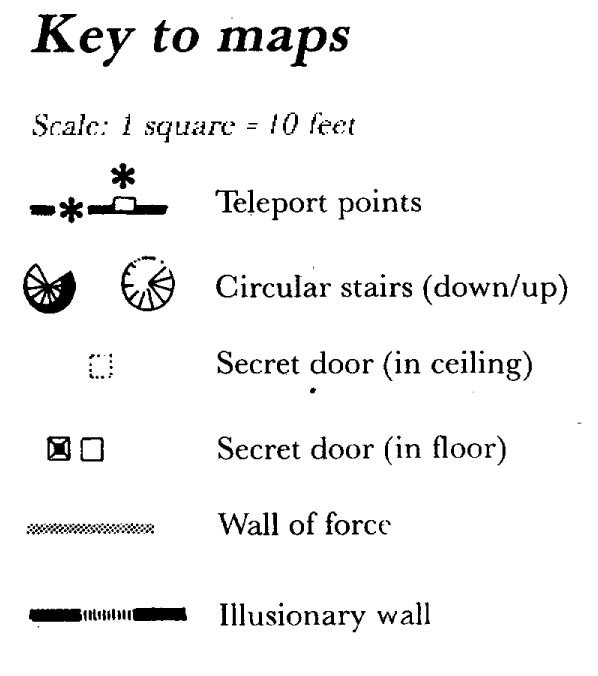 Key to maps
Scale: 1 square = 10 feet
Teleport points
Circular stairs (down/up)
Secret door (in ceiling)
Secret door (in floor)
Wall of force
Illusionary wall